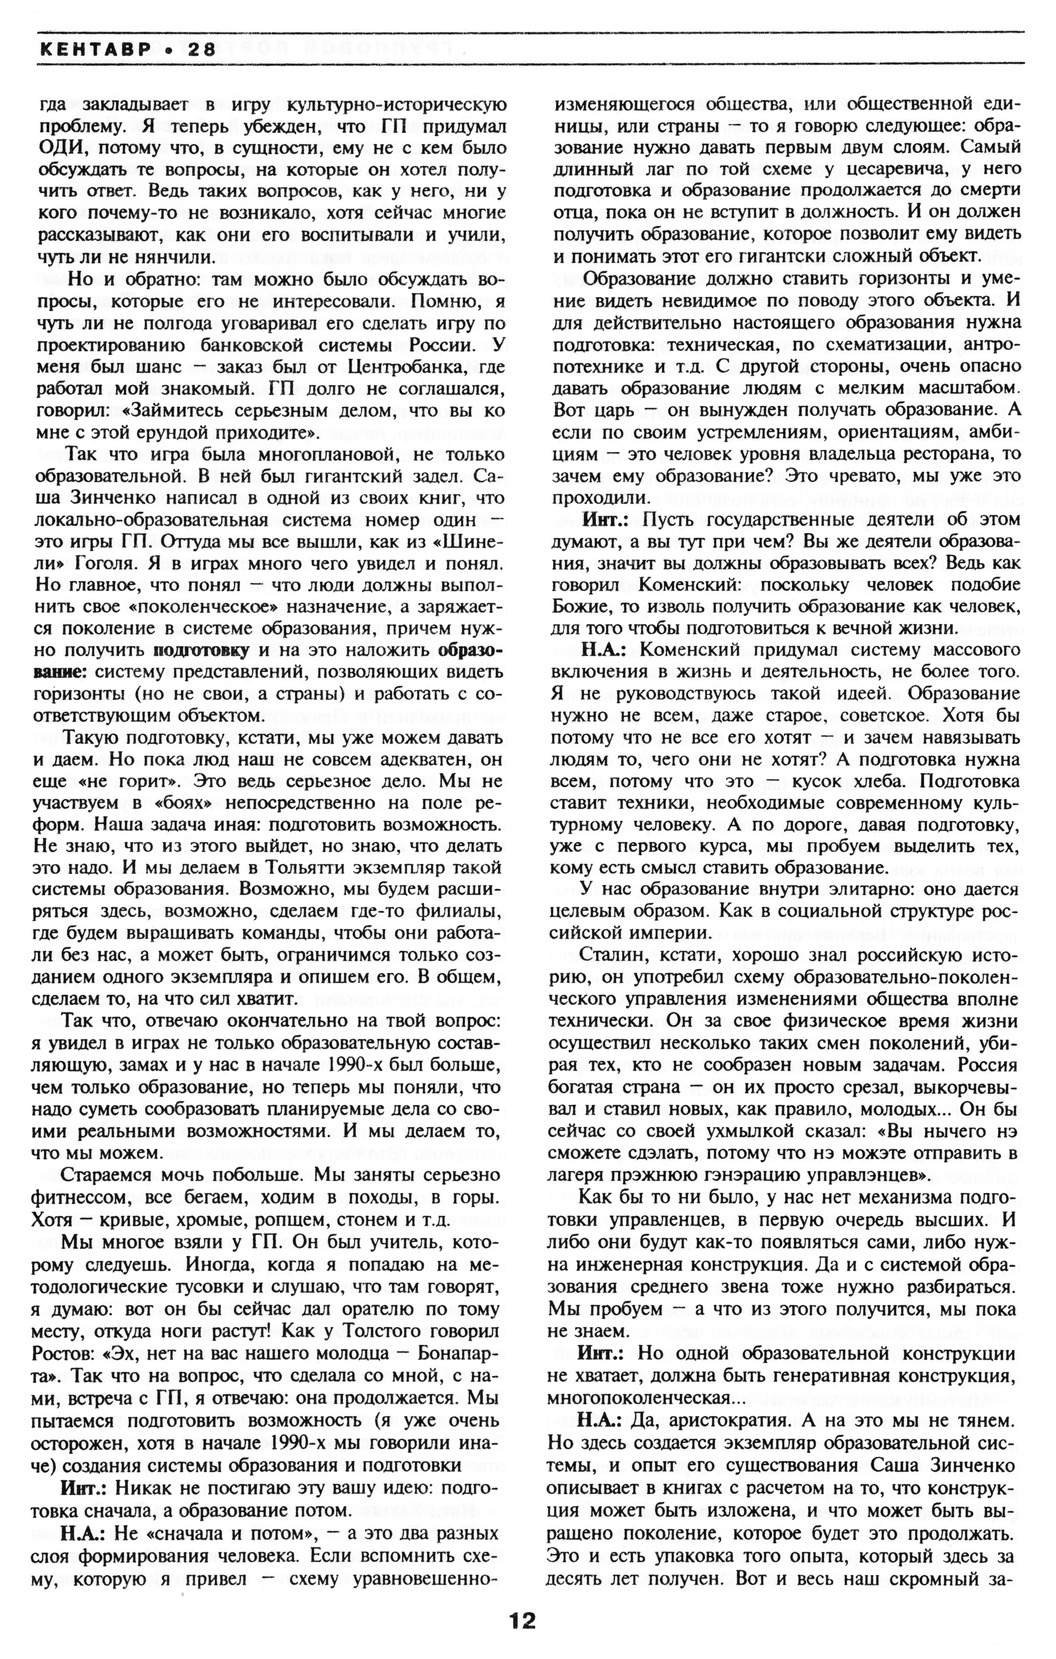 КЕНТАВР • 28
гда закладывает в игру культурно-историческую
проблему. Я теперь убежден, что ГП придумал
ОДИ, потому что, в сущности, ему не с кем было
обсуждать те вопросы, на которые он хотел полу-
чить ответ. Ведь таких вопросов, как у него, ни у
кого почему-то не возникало, хотя сейчас многие
рассказывают, как они его воспитывали и учили,
чуть ли не нянчили.
Но и обратно: там можно было обсуждать во-
просы, которые его не интересовали. Помню, я
чуть ли не полгода уговаривал его сделать игру по
проектированию банковской системы России. У
меня был шанс — заказ был от Центробанка, где
работал мой знакомый. ГП долго не соглашался,
говорил: «Займитесь серьезным делом, что вы ко
мне с этой ерундой приходите».
Так что игра была многоплановой, не только
образовательной. В ней был гигантский задел. Са-
ша Зинченко написал в одной из своих книг, что
локально-образовательная система номер один —
это игры ГП. Оттуда мы все вышли, как из «Шине-
ли» Гоголя. Я в играх много чего увидел и понял.
Но главное, что понял — что люди должны выпол-
нить свое «поколенческое» назначение, а заряжает-
ся поколение в системе образования, причем нуж-
но получить подготовку и на это наложить образо-
вание: систему представлений, позволяющих видеть
горизонты (но не свои, а страны) и работать с со-
ответствующим объектом.
Такую подготовку, кстати, мы уже можем давать
и даем. Но пока люд наш не совсем адекватен, он
еще «не горит». Это ведь серьезное дело. Мы не
участвуем в «боях» непосредственно на поле ре-
форм. Наша задача иная: подготовить возможность.
Не знаю, что из этого выйдет, но знаю, что делать
это надо. И мы делаем в Тольятти экземпляр такой
системы образования. Возможно, мы будем расши-
ряться здесь, возможно, сделаем где-то филиалы,
где будем выращивать команды, чтобы они работа-
ли без нас, а может быть, ограничимся только соз-
данием одного экземпляра и опишем его. В общем,
сделаем то, на что сил хватит.
Так что, отвечаю окончательно на твой вопрос:
я увидел в играх не только образовательную состав-
ляющую, замах и у нас в начале 1990-х был больше,
чем только образование, но теперь мы поняли, что
надо суметь сообразовать планируемые дела со сво-
ими реальными возможностями. И мы делаем то,
что мы можем.
Стараемся мочь побольше. Мы заняты серьезно
фитнессом, все бегаем, ходим в походы, в горы.
Хотя — кривые, хромые, ропщем, стонем и т.д.
Мы многое взяли у ГП. Он был учитель, кото-
рому следуешь. Иногда, когда я попадаю на ме-
тодологические тусовки и слушаю, что там говорят,
я думаю: вот он бы сейчас дал орателю по тому
месту, откуда ноги растут! Как у Толстого говорил
Ростов: «Эх, нет на вас нашего молодца — Бонапар-
та». Так что на вопрос, что сделала со мной, с на-
ми, встреча с ГП, я отвечаю: она продолжается. Мы
пытаемся подготовить возможность (я уже очень
осторожен, хотя в начале 1990-х мы говорили ина-
че) создания системы образования и подготовки
Инт.: Никак не постигаю эту вашу идею: подго-
товка сначала, а образование потом.
Н.А.: Не «сначала и потом», — а это два разных
слоя формирования человека. Если вспомнить схе-
му, которую я привел — схему уравновешенно-
изменяющегося общества, или общественной еди-
ницы, или страны — то я говорю следующее: обра-
зование нужно давать первым двум слоям. Самый
длинный лаг по той схеме у цесаревича, у него
подготовка и образование продолжается до смерти
отца, пока он не вступит в должность. И он должен
получить образование, которое позволит ему видеть
и понимать этот его гигантски сложный объект.
Образование должно ставить горизонты и уме-
ние видеть невидимое по поводу этого объекта. И
для действительно настоящего образования нужна
подготовка: техническая, по схематизации, антро-
потехнике и т.д. С другой стороны, очень опасно
давать образование людям с мелким масштабом.
Вот царь — он вынужден получать образование. А
если по своим устремлениям, ориентациям, амби-
циям — это человек уровня владельца ресторана, то
зачем ему образование? Это чревато, мы уже это
проходили.
Инт.: Пусть государственные деятели об этом
думают, а вы тут при чем? Вы же деятели образова-
ния, значит вы должны образовывать всех? Ведь как
говорил Коменский: поскольку человек подобие
Божие, то изволь получить образование как человек,
для того чтобы подготовиться к вечной жизни.
Н.А.: Коменский придумал систему массового
включения в жизнь и деятельность, не более того.
Я не руководствуюсь такой идеей. Образование
нужно не всем, даже старое, советское. Хотя бы
потому что не все его хотят — и зачем навязывать
людям то, чего они не хотят? А подготовка нужна
всем, потому что это — кусок хлеба. Подготовка
ставит техники, необходимые современному куль-
турному человеку. А по дороге, давая подготовку,
уже с первого курса, мы пробуем выделить тех,
кому есть смысл ставить образование.
У нас образование внутри элитарно: оно дается
целевым образом. Как в социальной структуре рос-
сийской империи.
Сталин, кстати, хорошо знал российскую исто-
рию, он употребил схему образовательно-поколен-
ческого управления изменениями общества вполне
технически. Он за свое физическое время жизни
осуществил несколько таких смен поколений, уби-
рая тех, кто не сообразен новым задачам. Россия
богатая страна — он их просто срезал, выкорчевы-
вал и ставил новых, как правило, молодых... Он бы
сейчас со своей ухмылкой сказал: «Вы нычего нэ
сможете сдэлать, потому что нэ можэте отправить в
лагеря прэжнюю гэнэрацию управлэнцев».
Как бы то ни было, у нас нет механизма подго-
товки управленцев, в первую очередь высших. И
либо они будут как-то появляться сами, либо нуж-
на инженерная конструкция. Да и с системой обра-
зования среднего звена тоже нужно разбираться.
Мы пробуем — а что из этого получится, мы пока
не знаем.
Инт.: Но одной образовательной конструкции
не хватает, должна быть генеративная конструкция,
многопоколенческая...
Н.А.: Да, аристократия. А на это мы не тянем.
Но здесь создается экземпляр образовательной сис-
темы, и опыт его существования Саша Зинченко
описывает в книгах с расчетом на то, что конструк-
ция может быть изложена, и что может быть вы-
ращено поколение, которое будет это продолжать.
Это и есть упаковка того опыта, который здесь за
десять лет получен. Вот и весь наш скромный за-
12